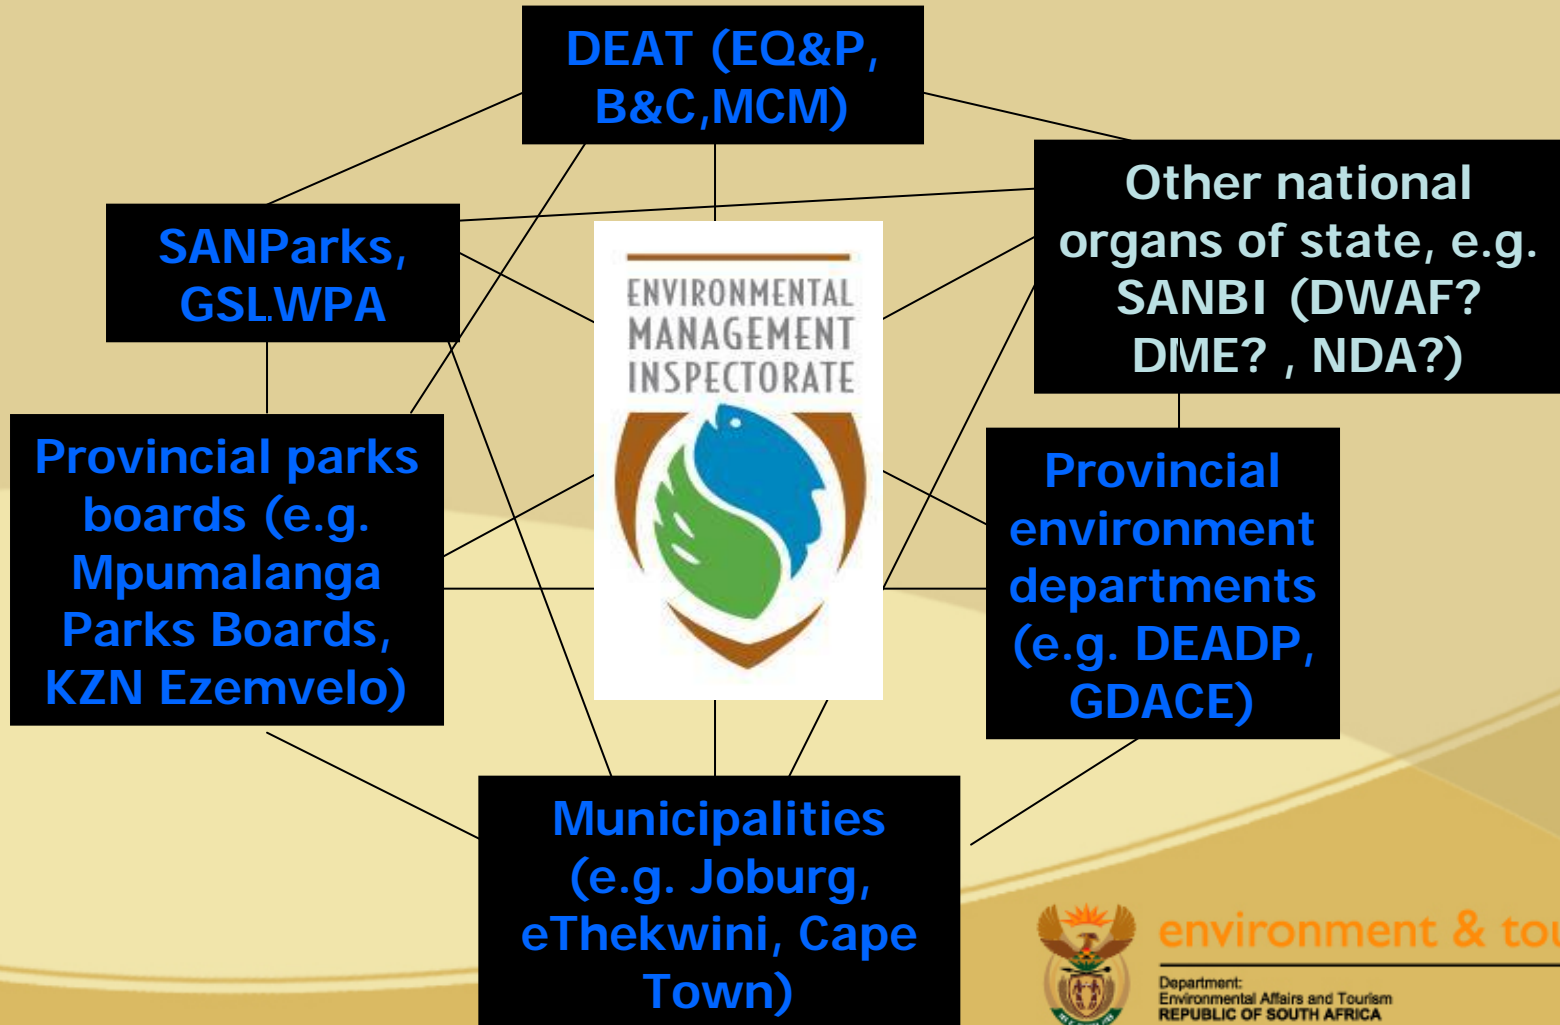 DEAT (EQ&P,
B&C,MCM)
Other national
organs of state, e.g.
SANBI (DWAF?
DME? , NDA?)
SANParks,
GSLWPA
ENVIRONMENTAL
MANAGEMENT
INSPECTORATE
Provincial parks
boards (e.g.
Mpumalanga
Parks Boards,
KZN Ezemvelo)
Provincial
environment
departments
(e.g. DEADP,
GDACE)
Municipalities
(e.g. Joburg,
eThekwini, Cape
Town)
environment & tou
Department:
Environmental Affairs and Tourism
REPUBLIC OF SOUTH AFRICA